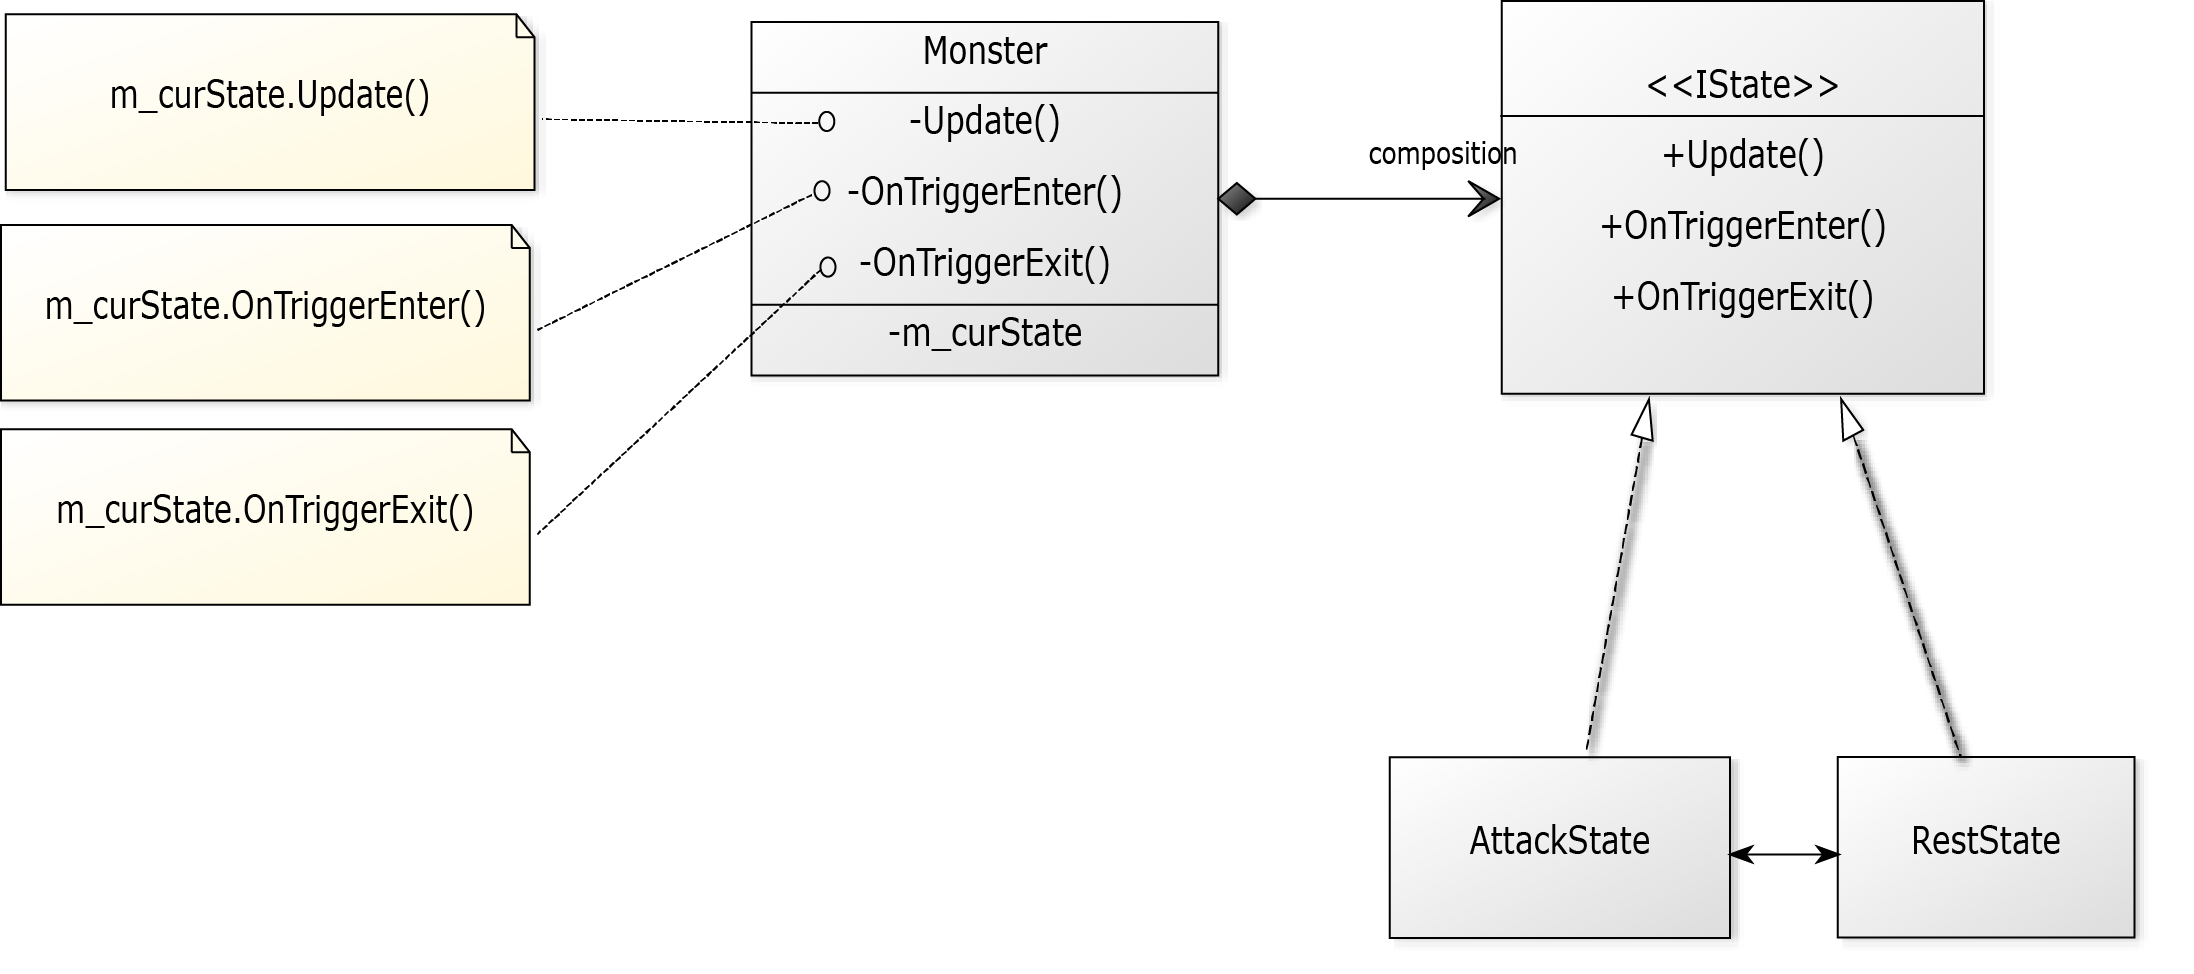 m_curState.Update()
m_curState.OnTriggerEnter()
m_curState.OnTriggerExit()
Monster
-Update()
-OnTriggerEnter()
-OnTriggerExit()
-m_curState
composition
<<IState>>
+Update()
+OnTriggerEnter()
+OnTriggerExit()
AttackState
RestState